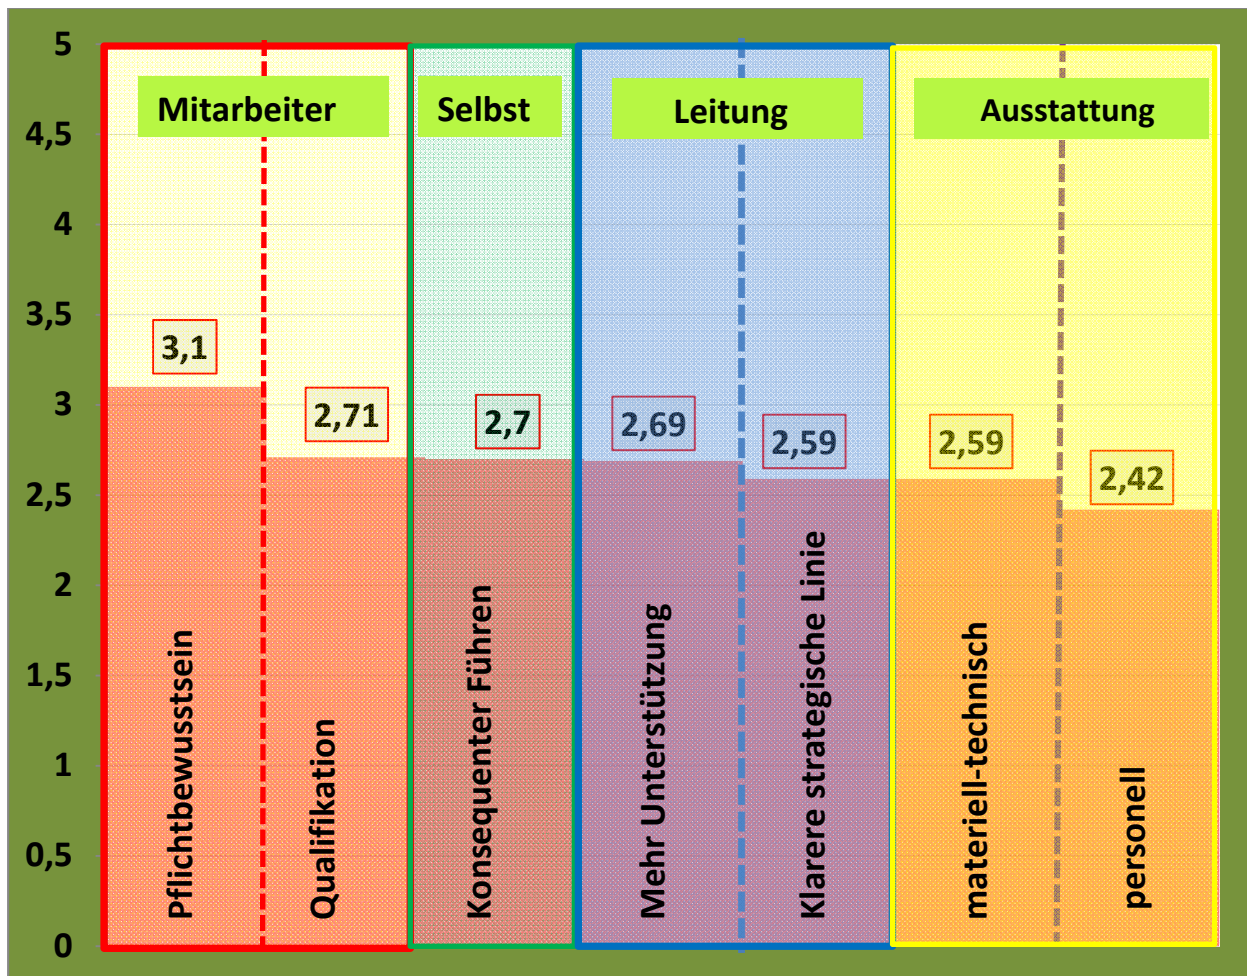 5
4,5
4
3,5
3
2,5
2
1,5
1
0,5
0
Mitarbeiter
Selbst
Leitung
Ausstattung
3,1
2,71
2,7
2,69
2,59
2,59
2,42
Pflichtbewusstsein
Qualifikation
Konsequenter Führen
Mehr Unterstützung
Klarere strategische Linie
materiell-technisch
personell